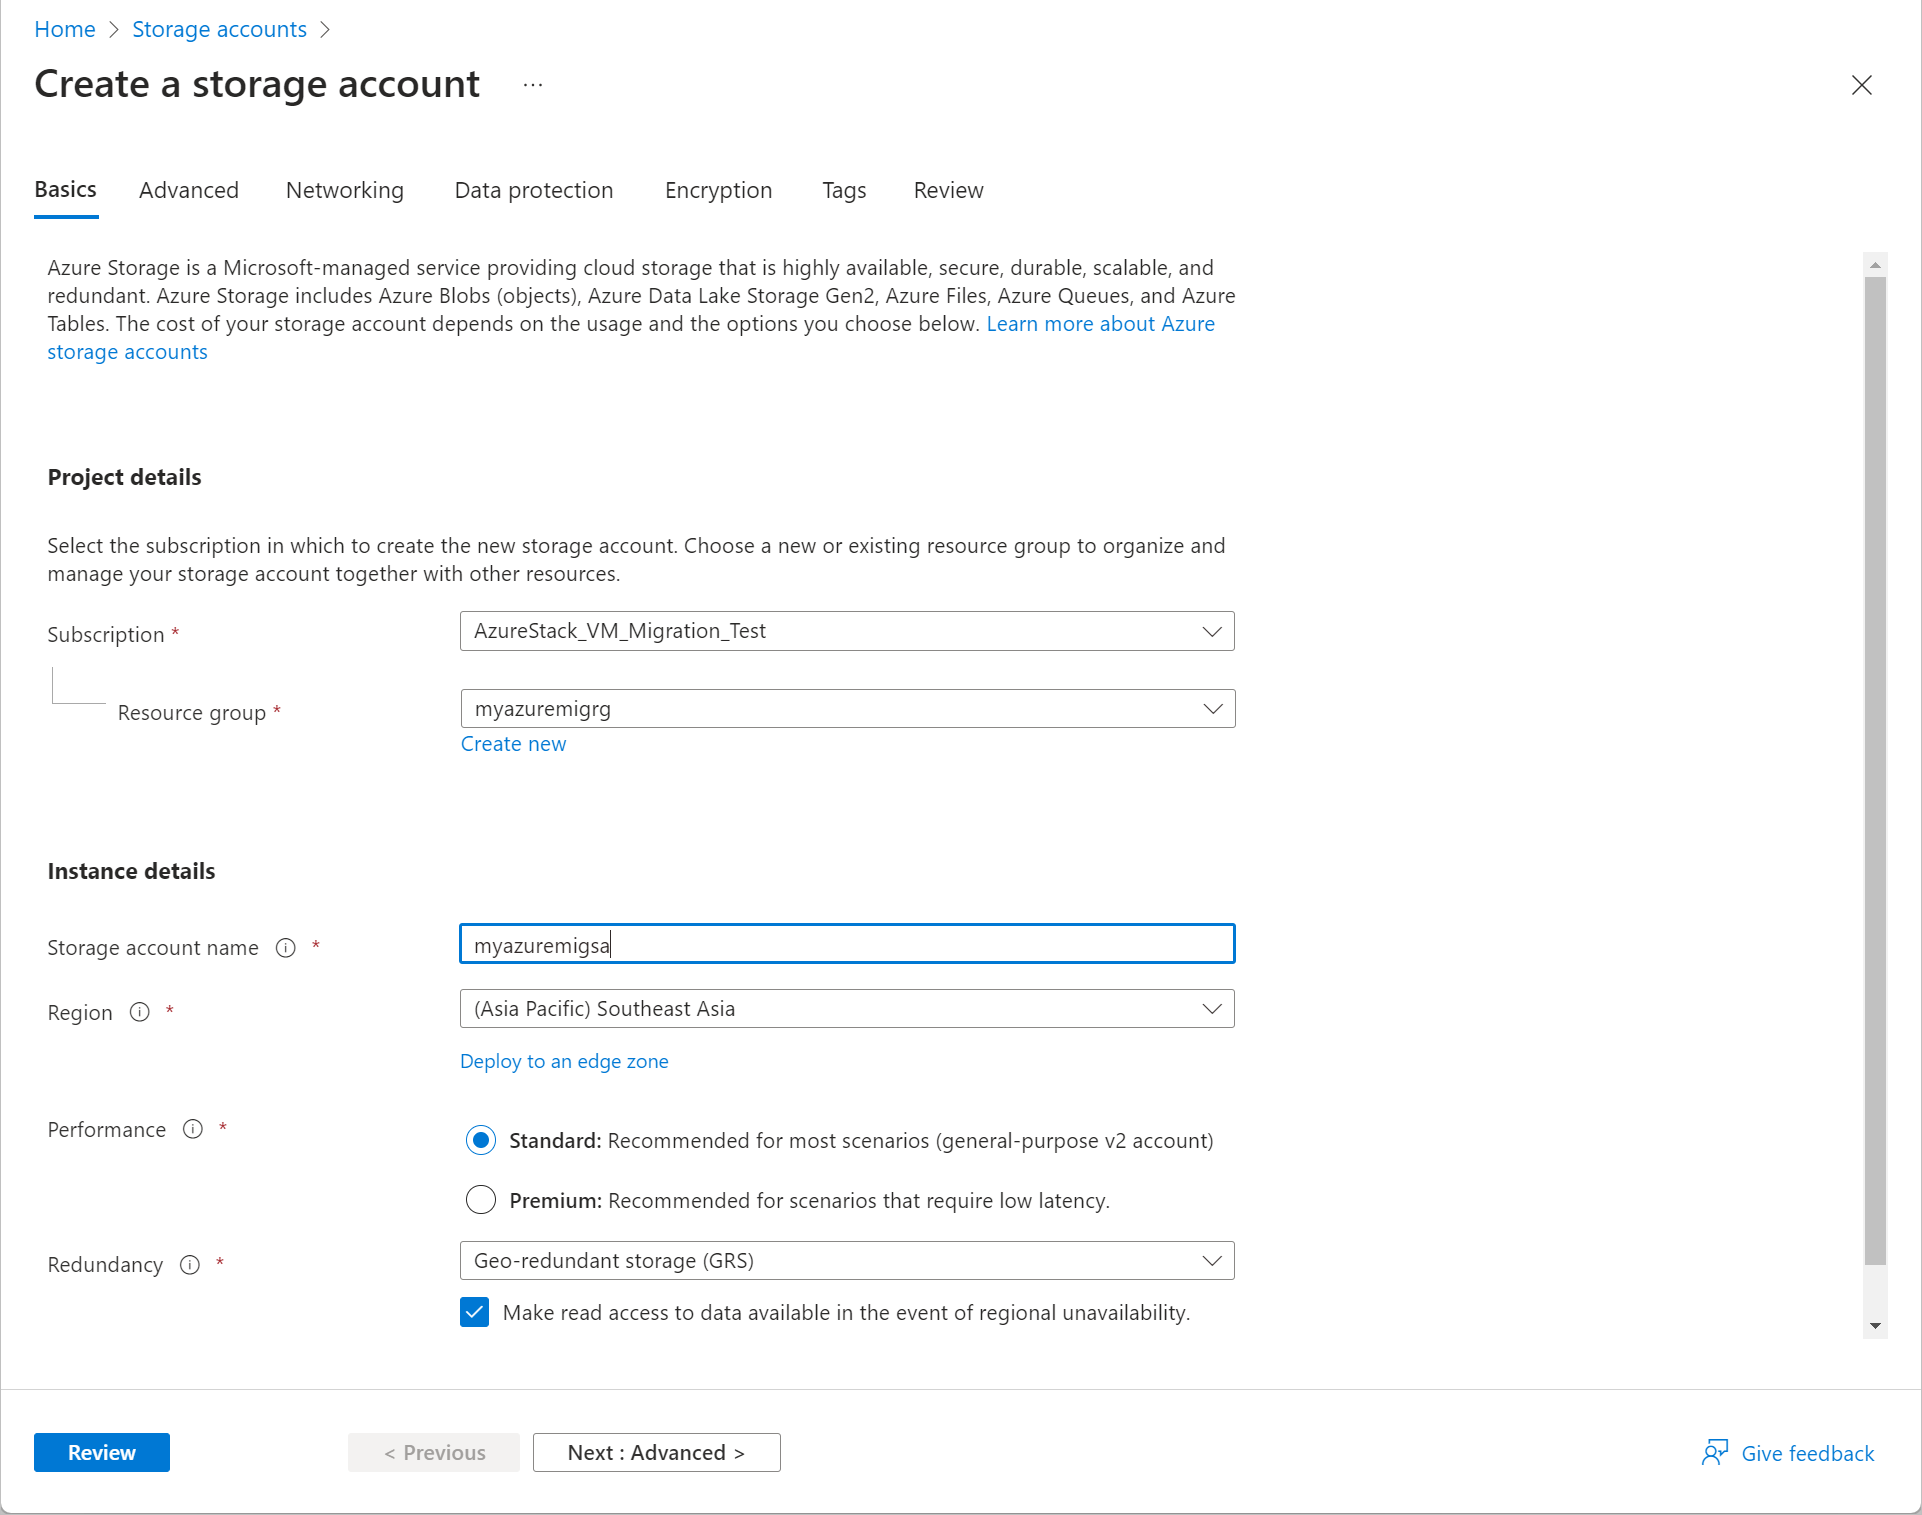 Home > Storage accounts >
Create a storage account ...
Basics Advanced Networking Data protection Encryption Tags Review
Azure Storage is a Microsoft-managed service providing cloud storage that is highly available, secure, durable, scalable, and
redundant. Azure Storage includes Azure Blobs (objects), Azure Data Lake Storage Gen2, Azure Files, Azure Queues, and Azure
Tables. The cost of your storage account depends on the usage and the options you choose below. Learn more about Azure
storage accounts
Project details
Select the subscription in which to create the new storage account. Choose a new or existing resource group to organize and
manage your storage account together with other resources.
Subscription * AzureStack_VM_Migration_Test
Resource group * myazuremigrg
Create new
Instance details
Storage account name * myazuremigsa
Region * (Asia Pacific) Southeast Asia
Deploy to an edge zone
Performance * Standard: Recommended for most scenarios (general-purpose v2 account)
Premium: Recommended for scenarios that require low latency.
Redundancy * Geo-redundant storage (GRS)
Make read access to data available in the event of regional unavailability.
Review < Previous Next : Advanced > Give feedback